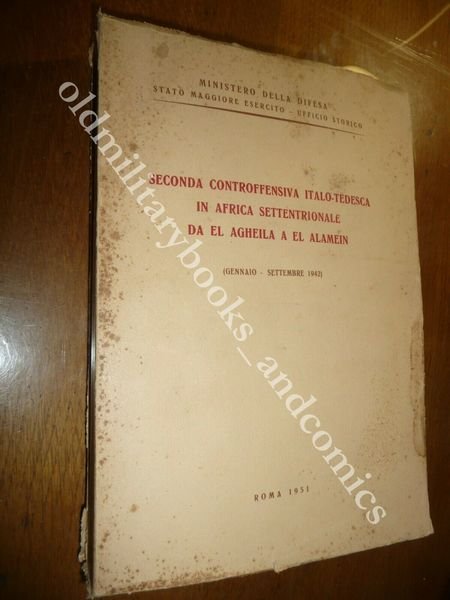 MINISTERO DELLA DIFESA
STATO MAGGIORE ESERCITO - UFFICIO STORICO
SECONDA CONTROFFENSIVA ITALO-TEDESCA
IN AFRICA SETTENTRIONALE
DA EL AGHEILA A EL ALAMEIN
(GENNAIO - SETTEMBRE 1942)
ROMA 1951
oldmilitarybooks_andcomics